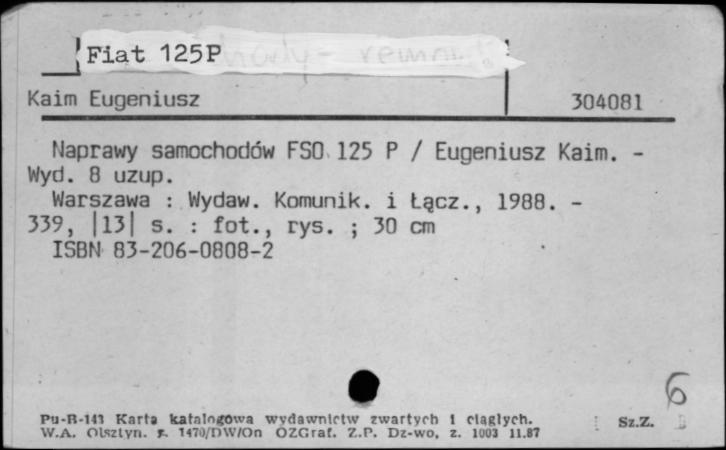 Fiat 125P
Kaim Eugeniusz 304081
Naprawy samochodów FSO 125 P / Eugeniusz Kaim. -
Wyd. 8 uzup.
Warszawa : Wydaw. Komunik. i Łącz., 1988. -
339, |13| s. : fot., rys. ; 30 cm
ISBN 83-206-0808-2
6
Pu-B-143 Karta katalogowa wydawnictw zwartych i ciągłych. Sz.Z.
W.A. Olsztyn. z. 1470/DW/On OZGraf. Z.P. Dz-wo, z. 1003 11.87